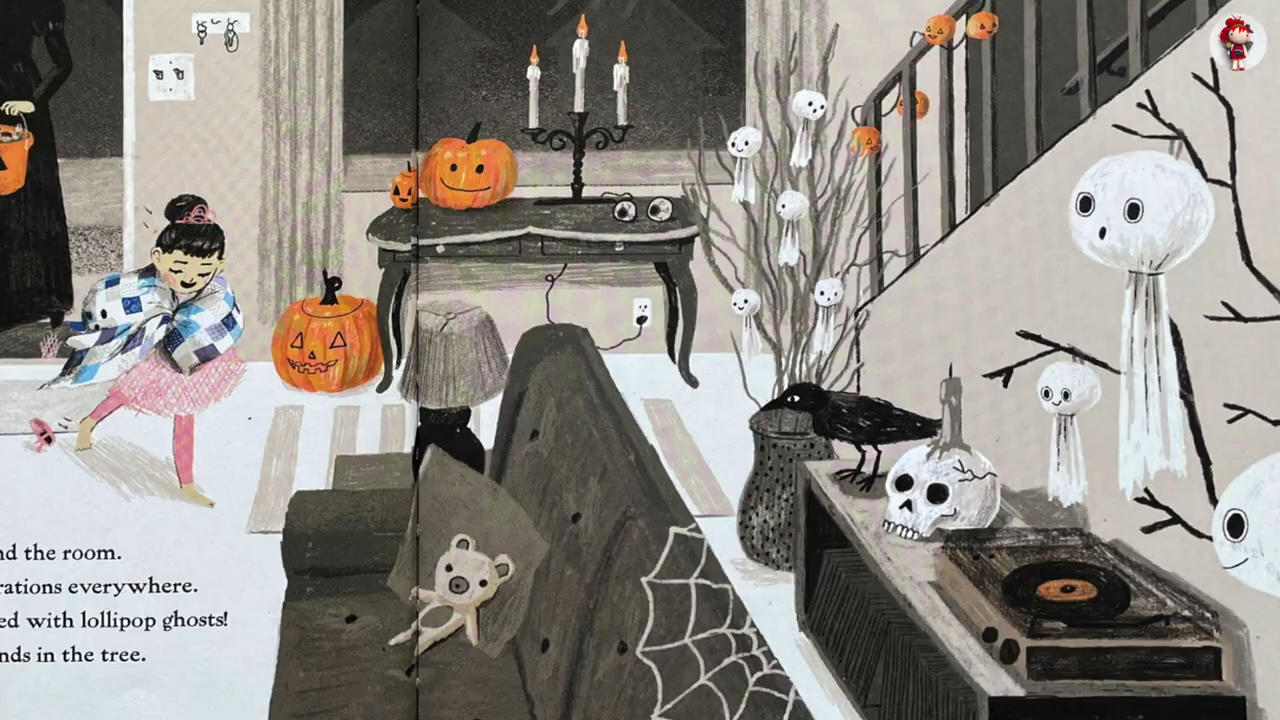 nd the room.
rations everywhere.
ed with lollipop ghosts!
nds in the tree.